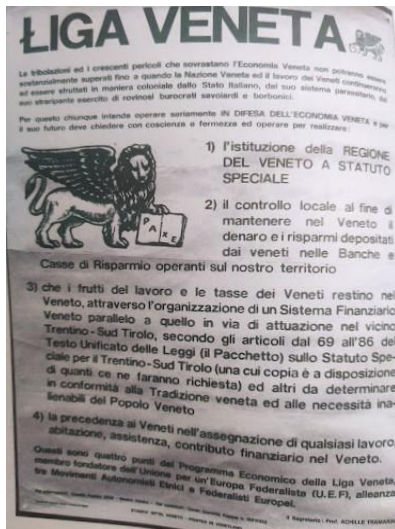 ŁIGA VENETA
Le tribolazioni ed i crescenti pericoli che sovrastano l'Economia Veneta non potranno essere
sostanzialmente superati fino a quando la Nazione Veneta ed il lavoro dei Veneti continueranno
ad essere sfruttati in maniera coloniale dallo Stato Italiano, dal suo sistema parassitario, dal
suo straripante esercito di rovinosi burocrati savoiardi e borbonici.
Per questo chiunque intenda operare seriamente IN DIFESA DELL'ECONOMIA VENETA e per
il suo futuro deve chiedere con coscienza e fermezza ed operare per realizzare:
1) l'istituzione della REGIONE
DEL VENETO A STATUTO
SPECIALE
2) il controllo locale al fine di
mantenere nel Veneto il
denaro e i risparmi depositati
dai veneti nelle Banche e
PAXE
Casse di Risparmio operanti sul nostro territorio
3) che i frutti del lavoro e le tasse dei Veneti restino nel
Veneto, attraverso l'organizzazione di un Sistema Finanziario
Veneto parallelo a quello in via di attuazione nel vicino
Trentino-Sud Tirolo, secondo gli articoli dal 69 all'86 del
Testo Unificato delle Leggi (il Pacchetto) sullo Statuto Spe-
ciale per il Trentino-Sud Tirolo (una cui copia è a disposizione
di quanti ce ne faranno richiesta) ed altri da determinare
in conformità alla Tradizione veneta ed alle necessità ina-
lienabili del Popolo Veneto
4) la precedenza ai Veneti nell'assegnazione di qualsiasi lavoro,
abitazione, assistenza, contributo finanziario nel Veneto.
Questi sono quattro punti del Programma Economico della Liga Veneta,
membro fondatore dell'Unione per un'Europa Federalista (U.E.F), alleanza
tra Movimenti Autonomisti Etnici e Federalisti Europei.
Il Segretario: Prof. ACHILLE TRAMARIN